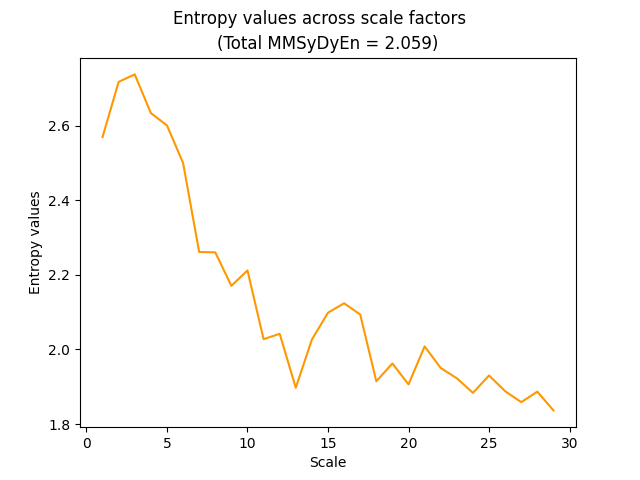 Entropy values across scale factors
(Total MMSyDyEn = 2.059)
2.6
2.4
2.2
2.0
1.8
Entropy values
0 5 10 15 20 25 30
Scale